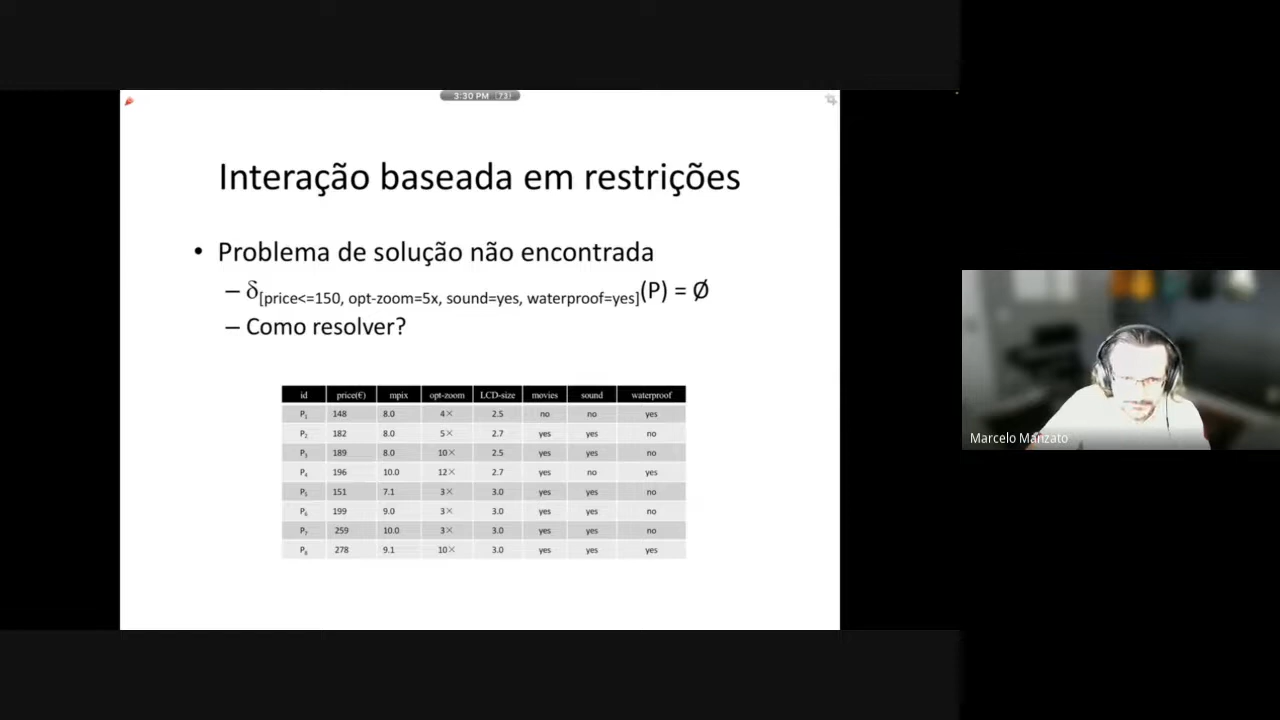 3:30 PM (73)
Interação baseada em restrições
• Problema de solução não encontrada
– δ[price<=150, opt-zoom=5x, sound=yes, waterproof=yes](P) = Ø
– Como resolver?
id price(€) mpix opt-zoom LCD-size movies sound waterproof
P1 148 8.0 4× 2.5 no no yes
P2 182 8.0 5× 2.7 yes yes no
P3 189 8.0 10× 2.5 yes yes no
P4 196 10.0 12× 2.7 yes no yes
P5 151 7.1 3× 3.0 yes yes no
P6 199 9.0 3× 3.0 yes yes no
P7 259 10.0 3× 3.0 yes yes no
P8 278 9.1 10× 3.0 yes yes yes
Marcelo Manzato